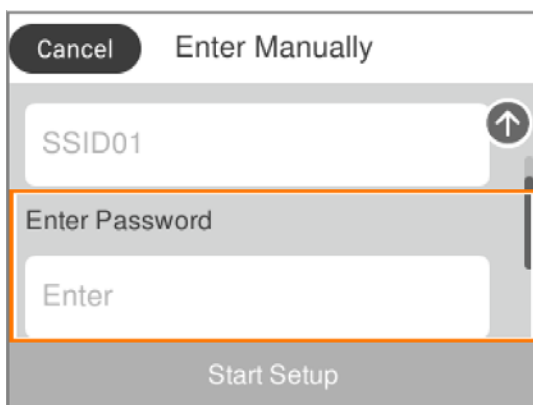 Cancel Enter Manually
SSID01
Enter Password
Enter
Start Setup